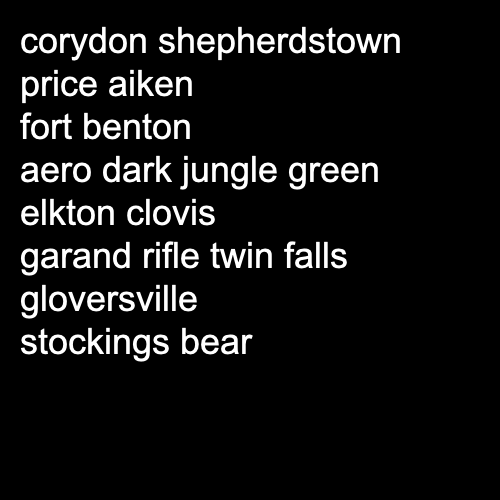 corydon shepherdstown
price aiken
fort benton
aero dark jungle green
elkton clovis
garand rifle twin falls
gloversville
stockings bear